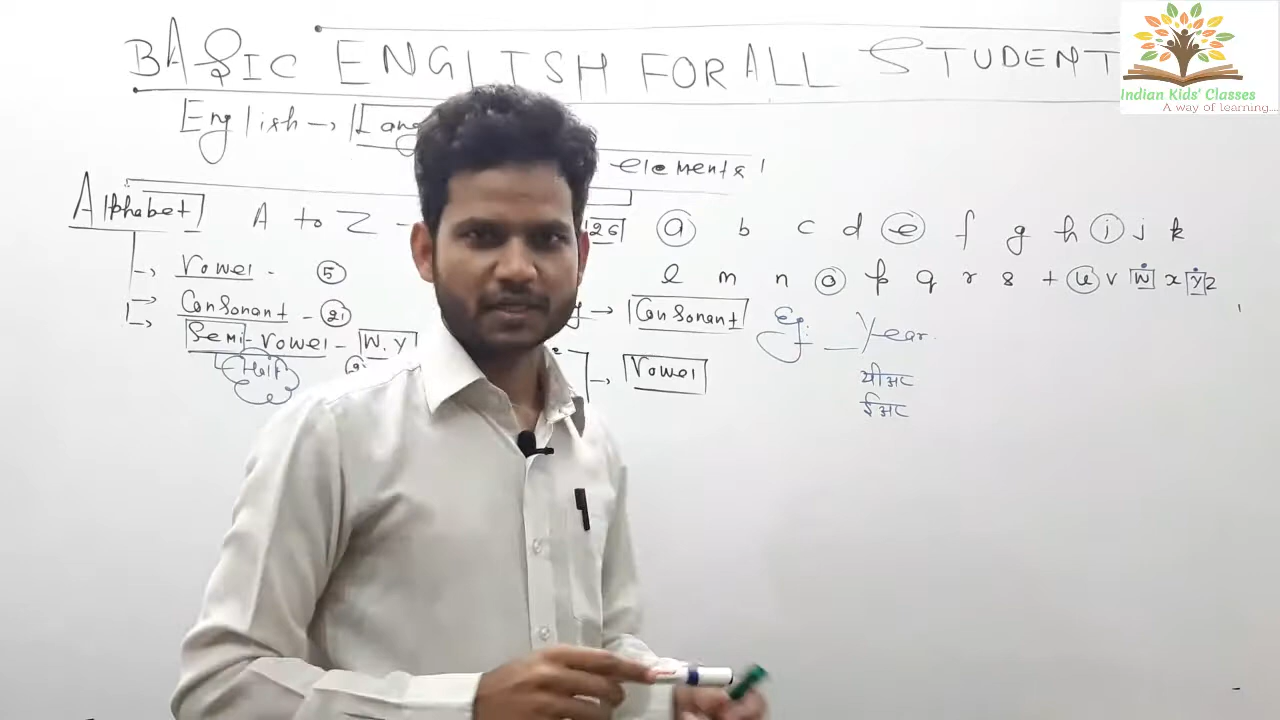 BASIC ENGLISH FOR ALL STUDENT
Indian Kids' Classes
A way of learning....
English → Lang
elements
Alphabet A to Z - 26 a b c d e f g h i j k
→ Vowel - 5 l m n o p q r s t u v w x y z
→ Consonant - 21 → Consonant Eg: _ Year
→ Semi-Vowel - W.Y → Vowel यीअर
Half ईअर